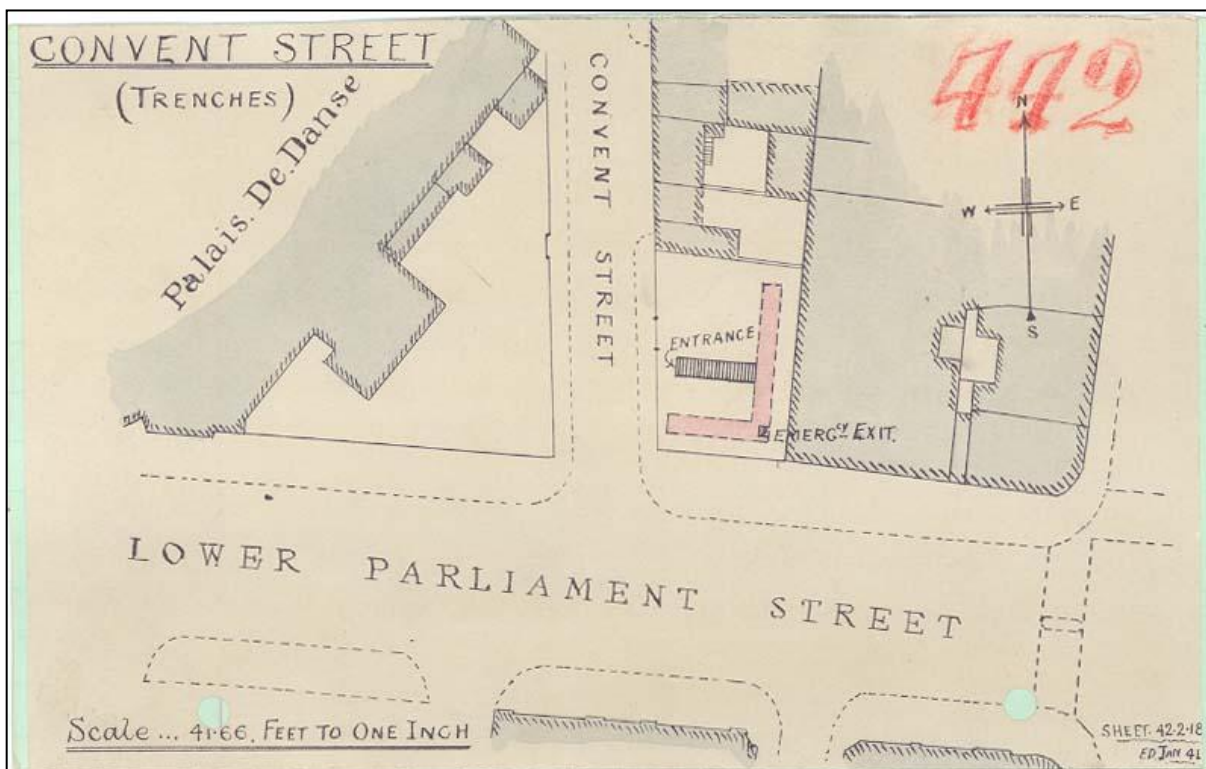 CONVENT STREET
(TRENCHES)
Palais. De. Danse
CONVENT STREET
442
N
W E
S
ENTRANCE
EMERGCY EXIT.
LOWER PARLIAMENT STREET
Scale ... 41.66. FEET TO ONE INCH
SHEET. 42.2.18
ED. JAN 41